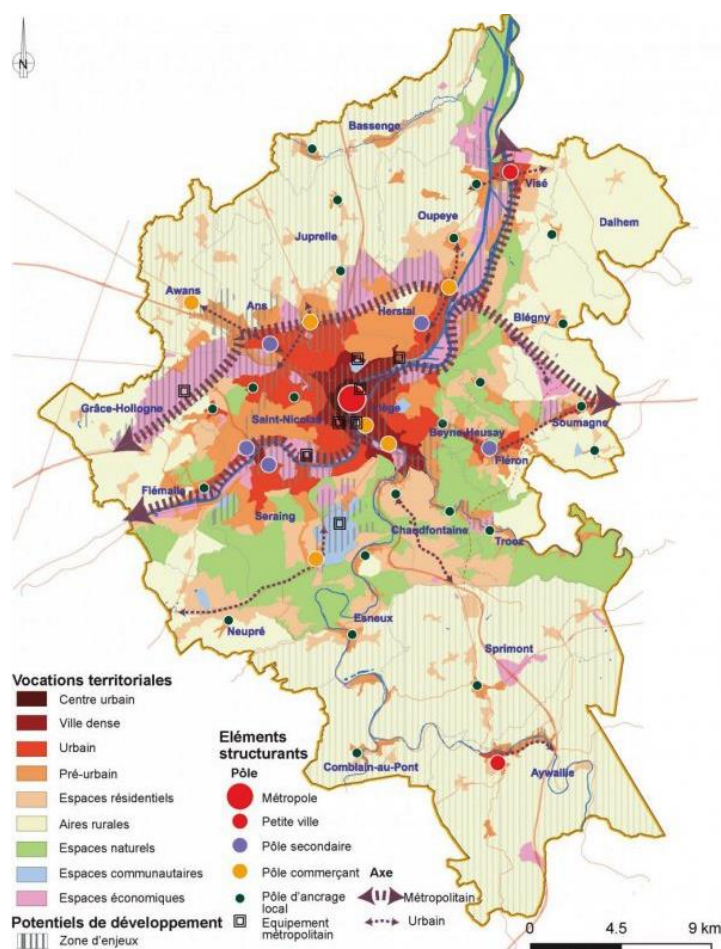 N
Bassenge
Visé
Oupeye
Dalhem
Juprelle
Awans
Ans
Herstal
Blégny
Grâce-Hollogne
Saint-Nicolas
Beyne-Heusay
Soumagne
Fléron
Flémalle
Seraing
Chaudfontaine
Trooz
Neupré
Esneux
Sprimont
Comblain-au-Pont
Aywaille
Vocations territoriales
Centre urbain
Ville dense
Urbain
Pré-urbain
Espaces résidentiels
Aires rurales
Espaces naturels
Espaces communautaires
Espaces économiques
Potentiels de développement
Zone d'enjeux
Eléments
structurants
Pôle
Métropole
Petite ville
Pôle secondaire
Pôle commerçant
Pôle d'ancrage
local
Equipement
métropolitain
Axe
Métropolitain
Urbain
0 4.5 9 km